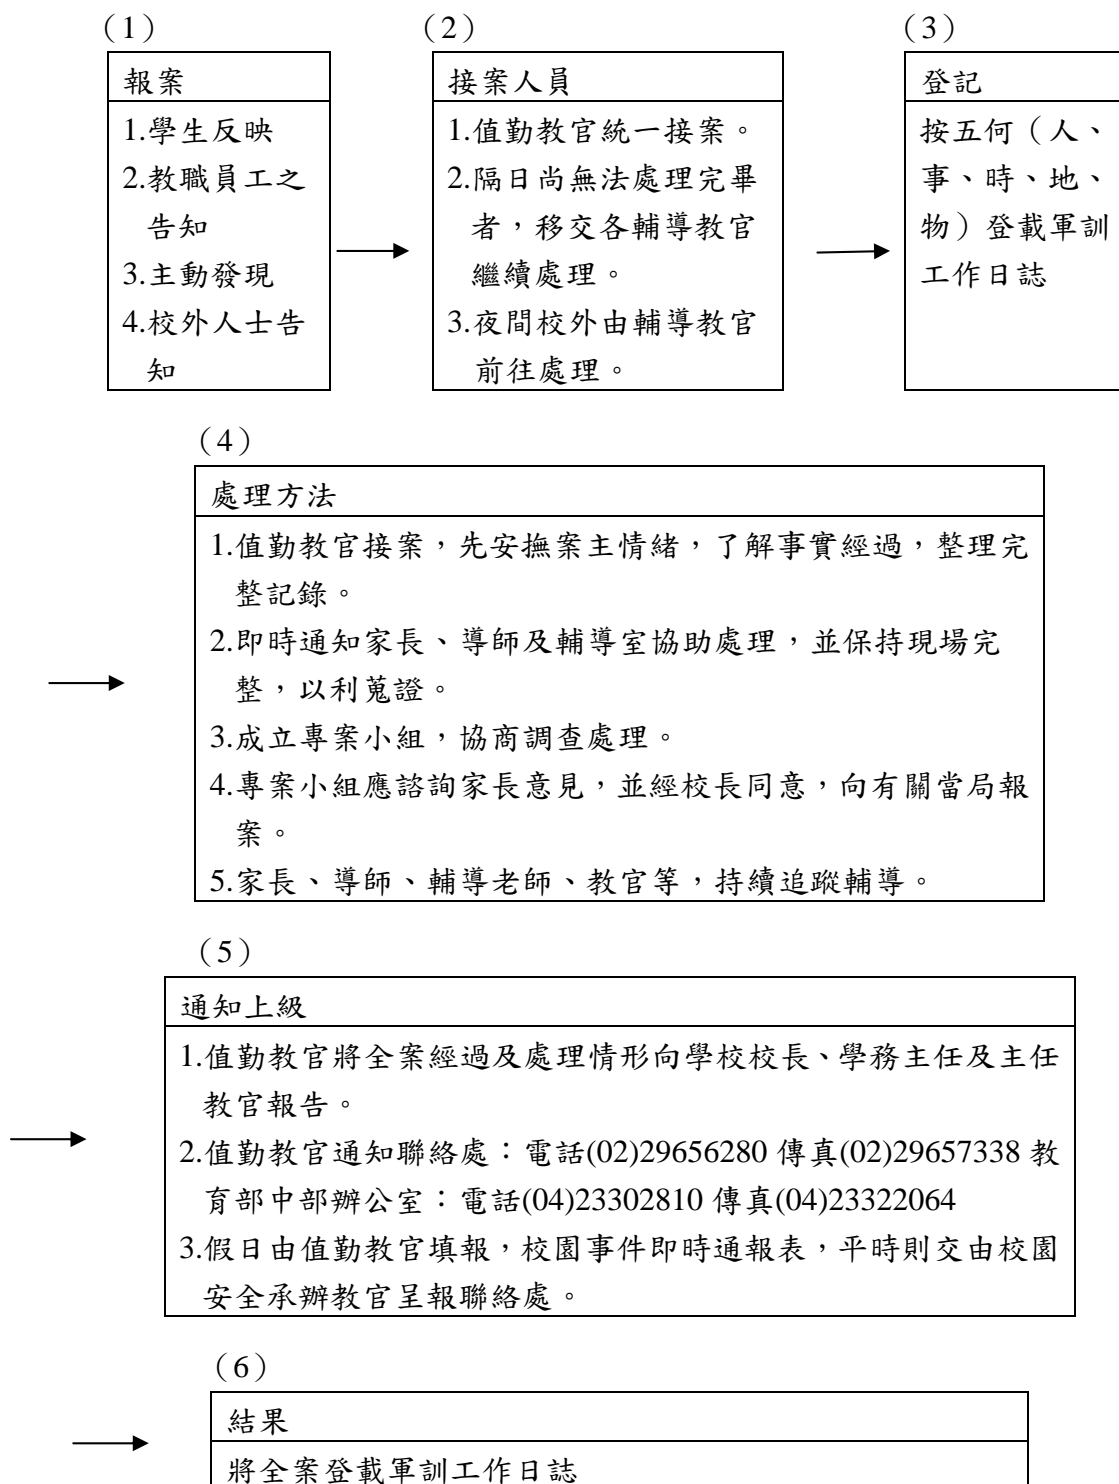 （1）
報案
1.學生反映
2.教職員工之
告知
3.主動發現
4.校外人士告
知
（2）
接案人員
1.值勤教官統一接案。
2.隔日尚無法處理完畢
者，移交各輔導教官
繼續處理。
3.夜間校外由輔導教官
前往處理。
（3）
登記
按五何（人、
事、時、地、
物）登載軍訓
工作日誌
（4）
處理方法
1.值勤教官接案，先安撫案主情緒，了解事實經過，整理完
整記錄。
2.即時通知家長、導師及輔導室協助處理，並保持現場完
整，以利蒐證。
3.成立專案小組，協商調查處理。
4.專案小組應諮詢家長意見，並經校長同意，向有關當局報
案。
5.家長、導師、輔導老師、教官等，持續追蹤輔導。
（5）
通知上級
1.值勤教官將全案經過及處理情形向學校校長、學務主任及主任
教官報告。
2.值勤教官通知聯絡處：電話(02)29656280 傳真(02)29657338 教
育部中部辦公室：電話(04)23302810 傳真(04)23322064
3.假日由值勤教官填報，校園事件即時通報表，平時則交由校園
安全承辦教官呈報聯絡處。
（6）
結果
將全案登載軍訓工作日誌